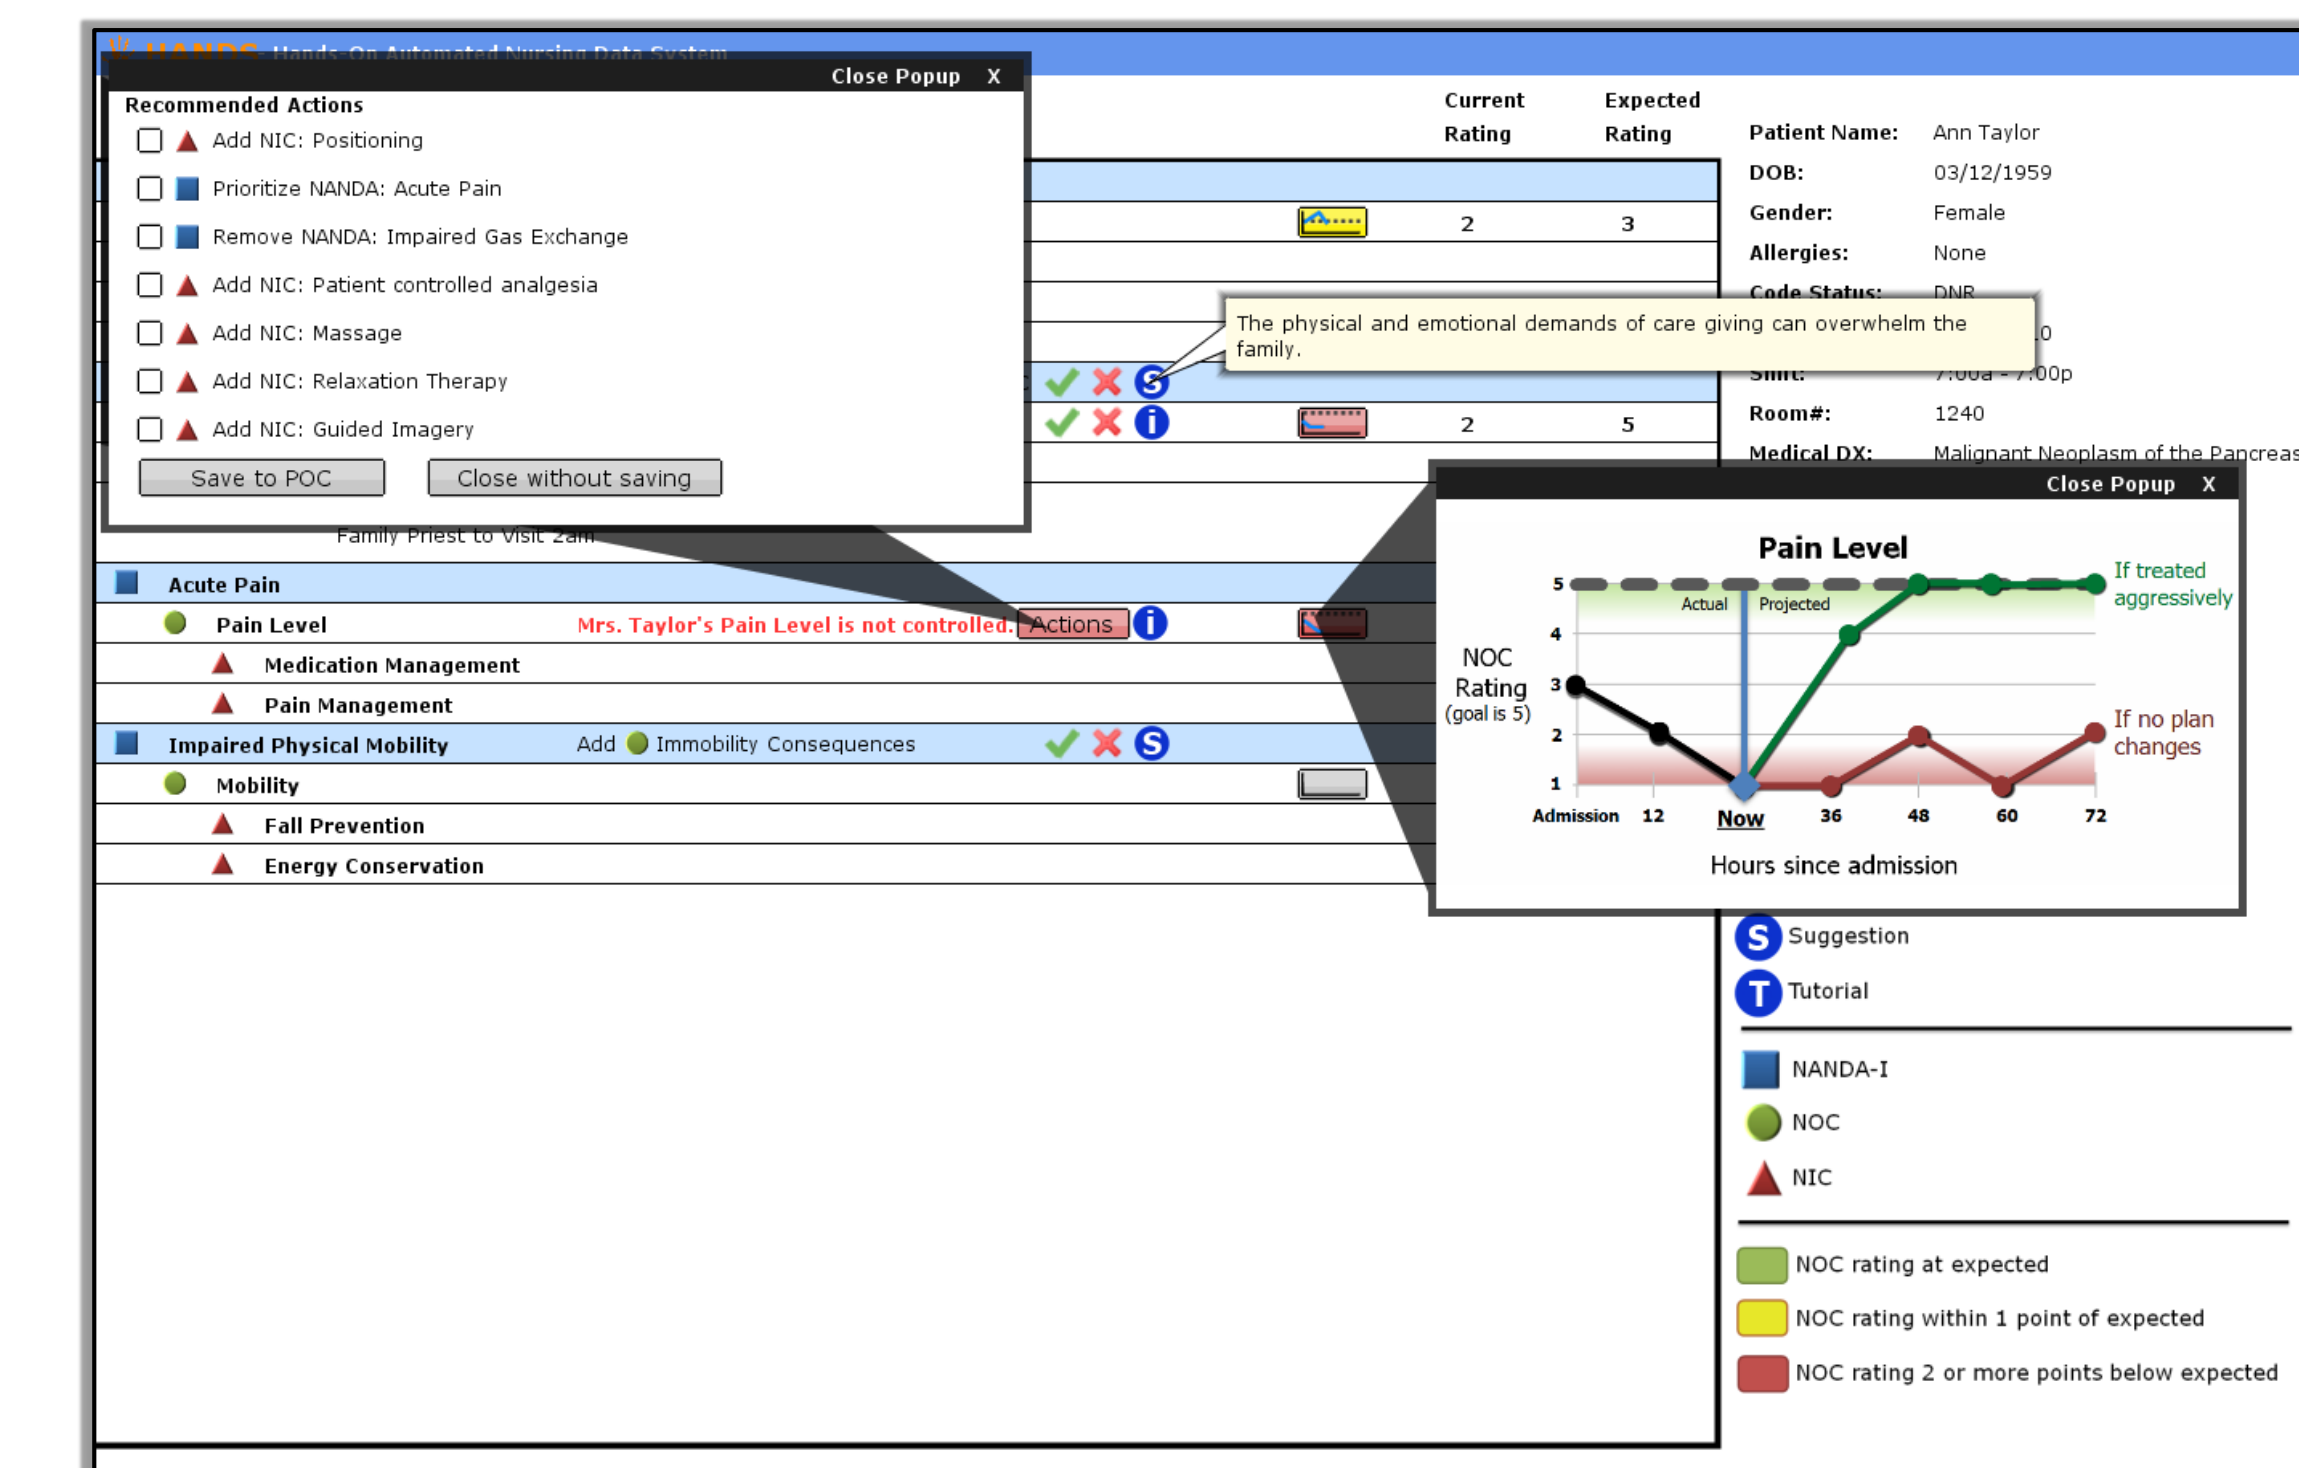 HANDS - Hands-On Automated Nursing Data System
Close Popup X
Recommended Actions
Add NIC: Positioning
Prioritize NANDA: Acute Pain
Remove NANDA: Impaired Gas Exchange
Add NIC: Patient controlled analgesia
Add NIC: Massage
Add NIC: Relaxation Therapy
Add NIC: Guided Imagery
Save to POC
Close without saving
Current Rating
Expected Rating
2 3
S
i
2 5
The physical and emotional demands of care giving can overwhelm the
family.
Patient Name: Ann Taylor
DOB: 03/12/1959
Gender: Female
Allergies: None
Code Status: DNR
Shift: 7:00a - 7:00p
Room#: 1240
Medical DX: Malignant Neoplasm of the Pancreas
Family Priest to Visit 2am
Acute Pain
Pain Level Mrs. Taylor's Pain Level is not controlled. Actions i
Medication Management
Pain Management
Impaired Physical Mobility Add Immobility Consequences S
Mobility
Fall Prevention
Energy Conservation
Close Popup X
Pain Level
If treated
aggressively
Actual Projected
NOC
Rating
(goal is 5)
5
4
3
2
1
If no plan
changes
Admission 12 Now 36 48 60 72
Hours since admission
S Suggestion
T Tutorial
NANDA-I
NOC
NIC
NOC rating at expected
NOC rating within 1 point of expected
NOC rating 2 or more points below expected